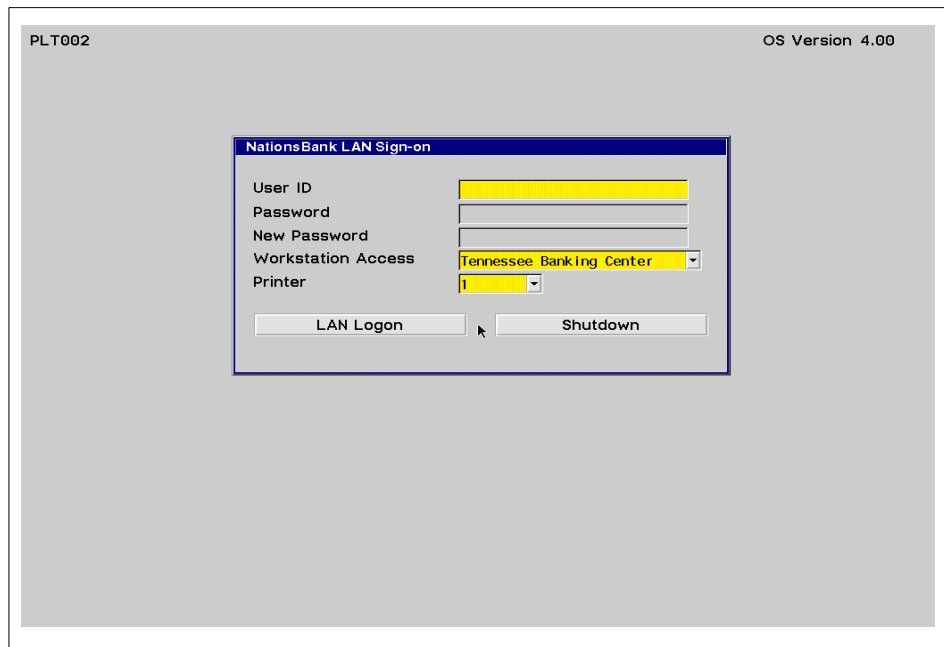 PLT002 OS Version 4.00
NationsBank LAN Sign-on
User ID
Password
New Password
Workstation Access Tennessee Banking Center
Printer 1
LAN Logon Shutdown